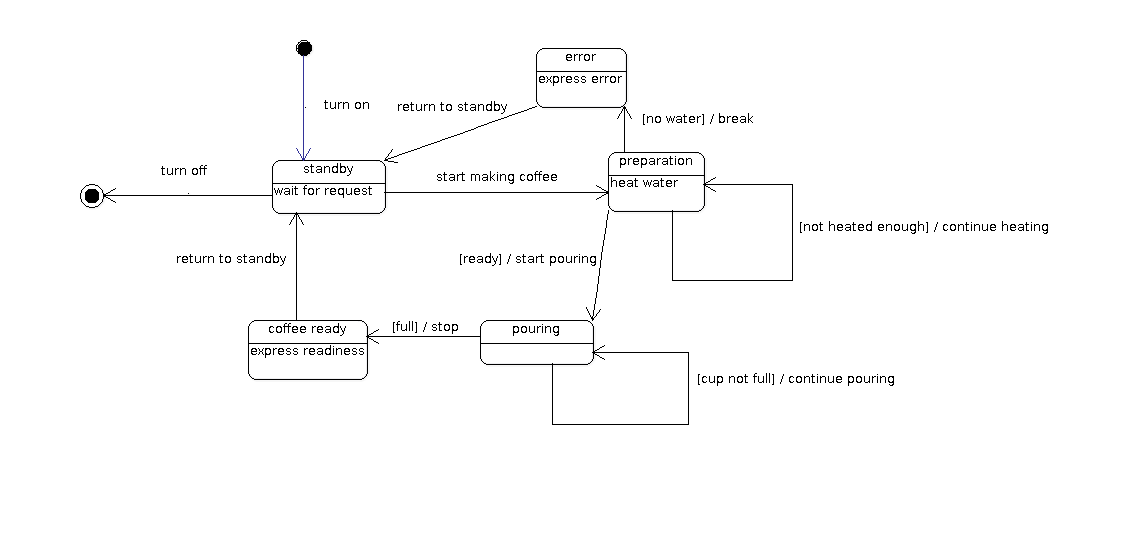 error
express error
turn on
return to standby
[no water] / break
standby
wait for request
turn off
start making coffee
preparation
heat water
[not heated enough] / continue heating
return to standby
[ready] / start pouring
coffee ready
express readiness
[full] / stop
pouring
[cup not full] / continue pouring